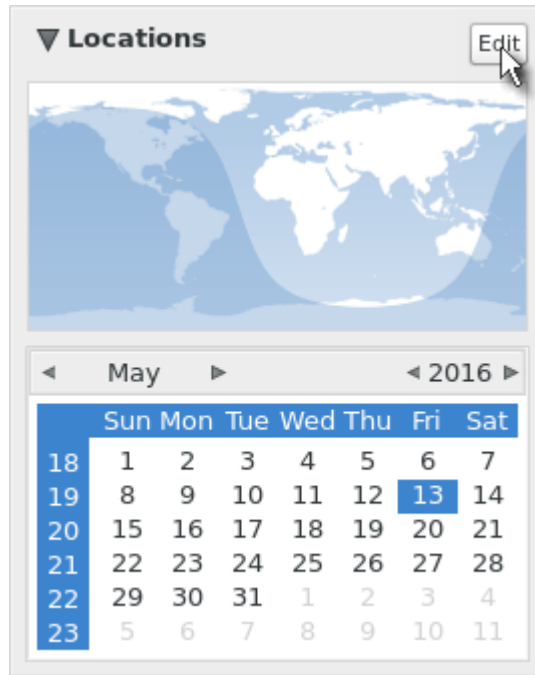 Locations Edit
May 2016
Sun Mon Tue Wed Thu Fri Sat
18 1 2 3 4 5 6 7
19 8 9 10 11 12 13 14
20 15 16 17 18 19 20 21
21 22 23 24 25 26 27 28
22 29 30 31 1 2 3 4
23 5 6 7 8 9 10 11